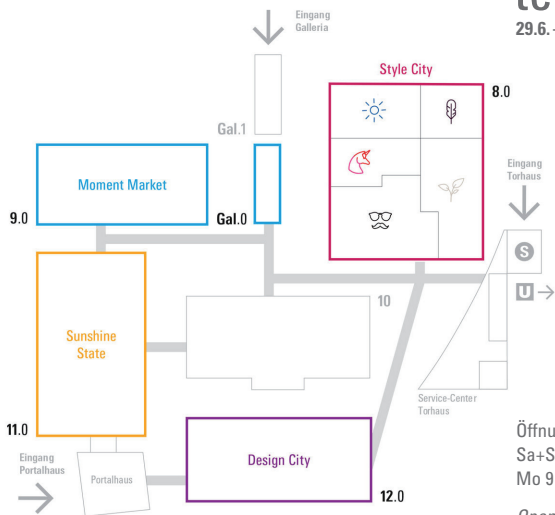 Eingang
Galleria
29.6.
Style City
8.0
Gal.1
Eingang
Torhaus
Moment Market
9.0
Gal.0
S
U
10
Sunshine
State
Service-Center
Torhaus
11.0
Eingang
Portalhaus
Portalhaus
Design City
12.0
Öffnu
Sa+S
Mo 9